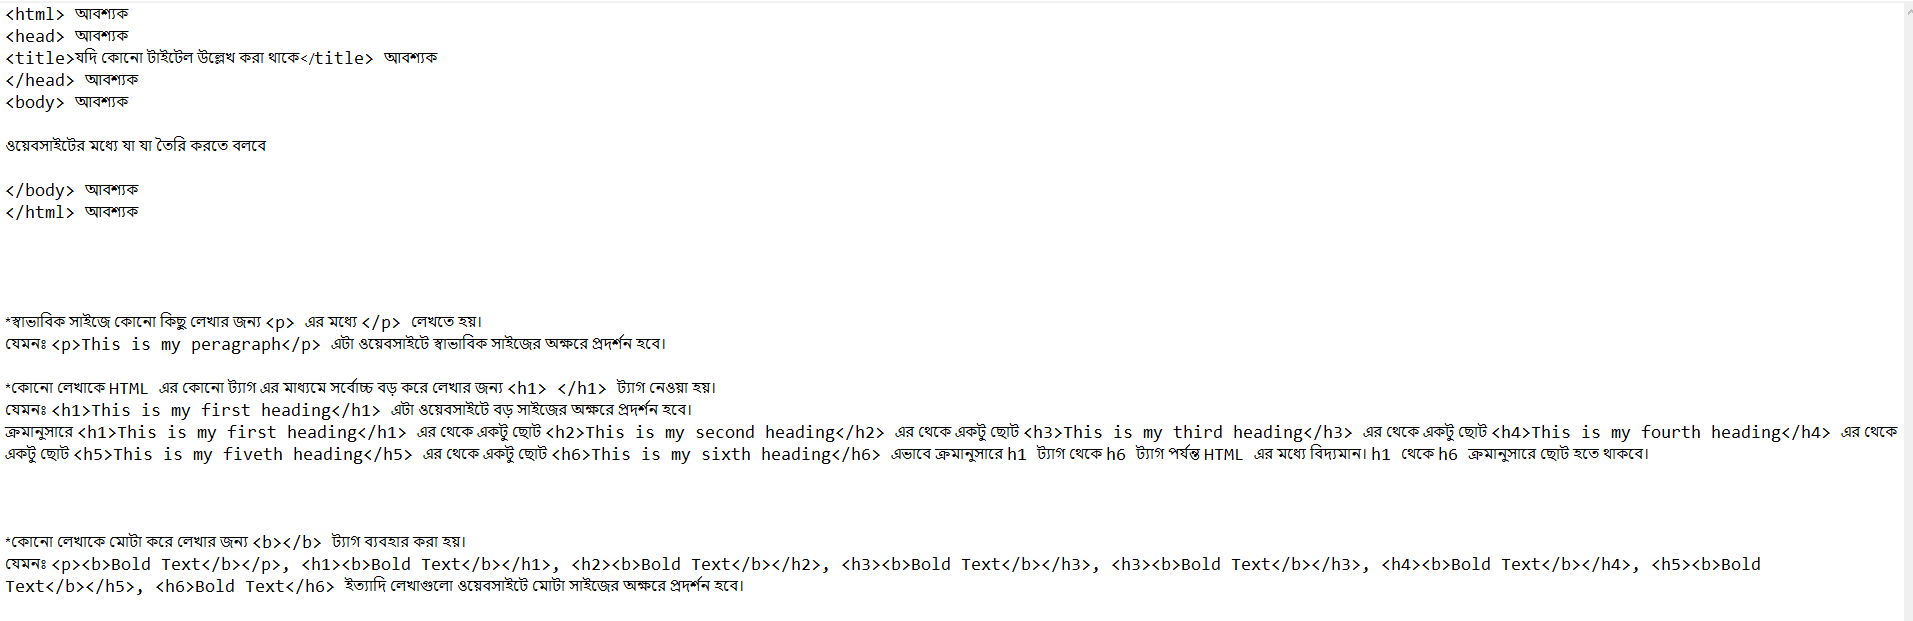 <html> আবশ্যক
<head> আবশ্যক
<title>যদি কোনো টাইটেল উল্লেখ করা থাকে</title> আবশ্যক
</head> আবশ্যক
<body> আবশ্যক
ওয়েবসাইটের মধ্যে যা যা তৈরি করতে বলবে
</body> আবশ্যক
</html> আবশ্যক
*স্বাভাবিক সাইজে কোনো কিছু লেখার জন্য <p> এর মধ্যে </p> লেখতে হয়।
যেমনঃ <p>This is my peragraph</p> এটা ওয়েবসাইটে স্বাভাবিক সাইজের অক্ষরে প্রদর্শন হবে।
*কোনো লেখাকে HTML এর কোনো ট্যাগ এর মাধ্যমে সর্বোচ্চ বড় করে লেখার জন্য <h1> </h1> ট্যাগ নেওয়া হয়।
যেমনঃ <h1>This is my first heading</h1> এটা ওয়েবসাইটে বড় সাইজের অক্ষরে প্রদর্শন হবে।
ক্রমানুসারে <h1>This is my first heading</h1> এর থেকে একটু ছোট <h2>This is my second heading</h2> এর থেকে একটু ছোট <h3>This is my third heading</h3> এর থেকে একটু ছোট <h4>This is my fourth heading</h4> এর থেকে
একটু ছোট <h5>This is my fiveth heading</h5> এর থেকে একটু ছোট <h6>This is my sixth heading</h6> এভাবে ক্রমানুসারে h1 ট্যাগ থেকে h6 ট্যাগ পর্যন্ত HTML এর মধ্যে বিদ্যমান। h1 থেকে h6 ক্রমানুসারে ছোট হতে থাকবে।
*কোনো লেখাকে মোটা করে লেখার জন্য <b></b> ট্যাগ ব্যবহার করা হয়।
যেমনঃ <p><b>Bold Text</b></p>, <h1><b>Bold Text</b></h1>, <h2><b>Bold Text</b></h2>, <h3><b>Bold Text</b></h3>, <h3><b>Bold Text</b></h3>, <h4><b>Bold Text</b></h4>, <h5><b>Bold
Text</b></h5>, <h6>Bold Text</h6> ইত্যাদি লেখাগুলো ওয়েবসাইটে মোটা সাইজের অক্ষরে প্রদর্শন হবে।